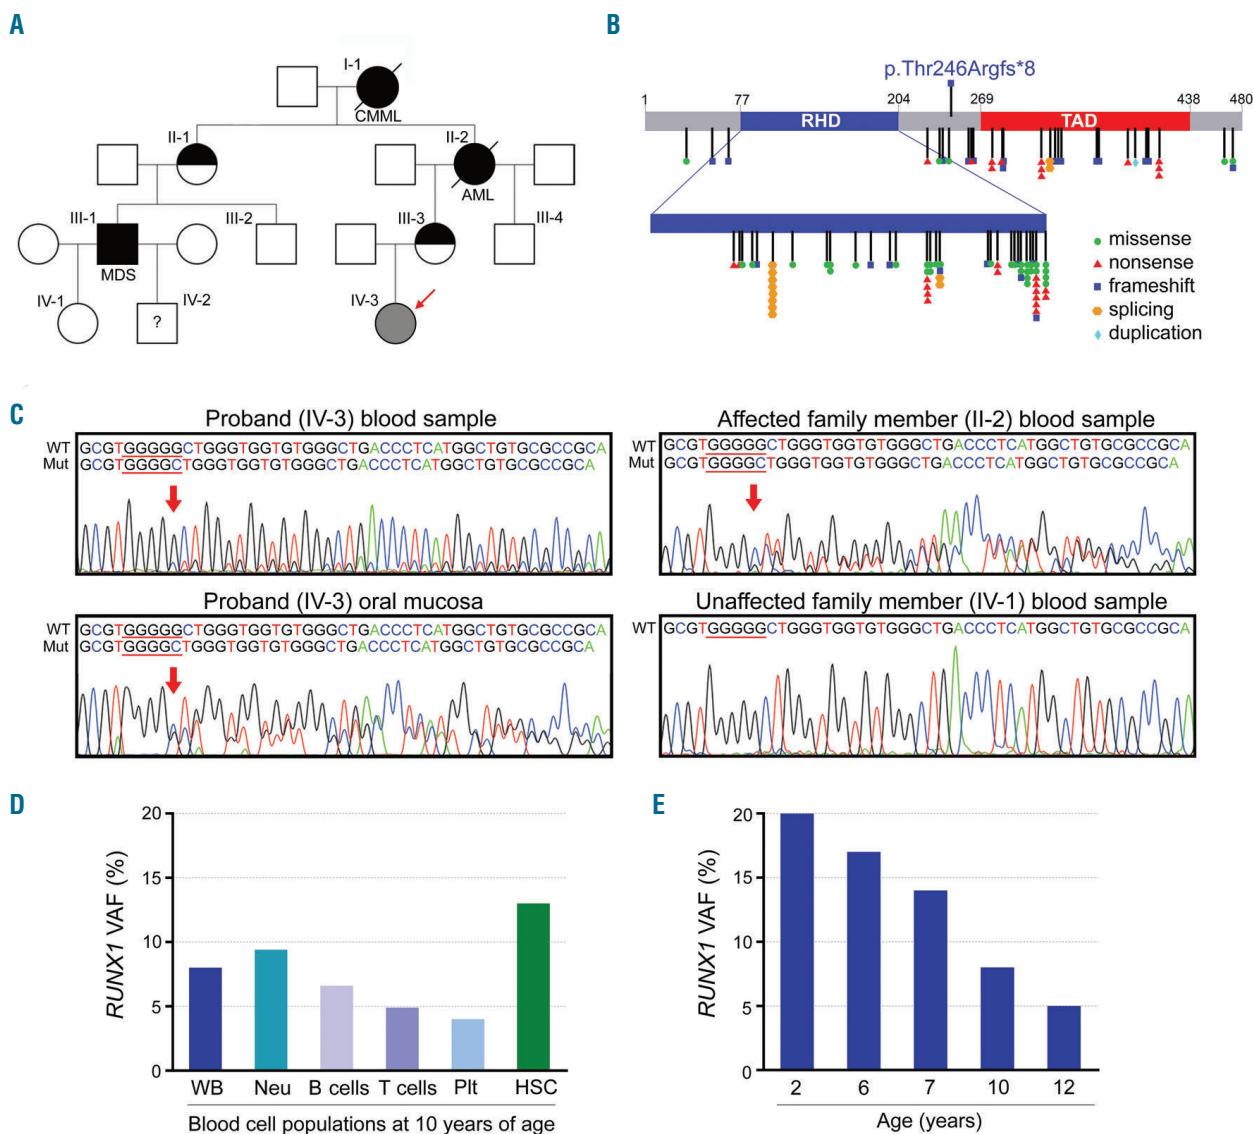 A
I-1
CMML
II-1
II-2
AML
III-1
MDS
III-2
III-3
III-4
IV-1
IV-2
?
IV-3
B
p.Thr246Argfs*8
1 77 204 269 438 480
RHD TAD
missense
nonsense
frameshift
splicing
duplication
C
Proband (IV-3) blood sample
WT GCGTGGGGGCTGGGTGGTGTGGGCTGACCCTCATGGCTGTGCGCCGCA
Mut GCGTGGGGCTGGGTGGTGTGGGCTGACCCTCATGGCTGTGCGCCGCA
Affected family member (II-2) blood sample
WT GCGTGGGGGCTGGGTGGTGTGGGCTGACCCTCATGGCTGTGCGCCGCA
Mut GCGTGGGGCTGGGTGGTGTGGGCTGACCCTCATGGCTGTGCGCCGCA
Proband (IV-3) oral mucosa
WT GCGTGGGGGCTGGGTGGTGTGGGCTGACCCTCATGGCTGTGCGCCGCA
Mut GCGTGGGGCTGGGTGGTGTGGGCTGACCCTCATGGCTGTGCGCCGCA
Unaffected family member (IV-1) blood sample
WT GCGTGGGGGCTGGGTGGTGTGGGCTGACCCTCATGGCTGTGCGCCGCA
D
RUNX1 VAF (%)
20
15
10
5
0
WB Neu B cells T cells Plt HSC
Blood cell populations at 10 years of age
E
RUNX1 VAF (%)
20
15
10
5
0
2 6 7 10 12
Age (years)